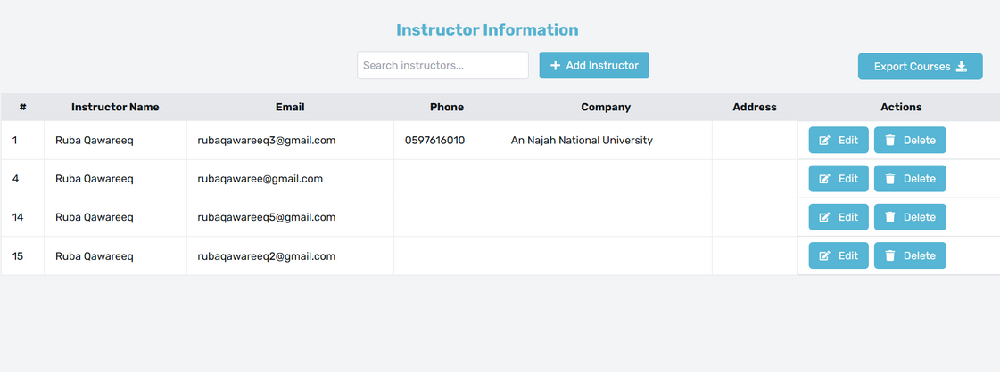 Instructor Information
Search instructors...
Add Instructor
Export Courses
# Instructor Name Email Phone Company Address Actions
1 Ruba Qawareeq rubaqawareeq3@gmail.com 0597616010 An Najah National University Edit Delete
4 Ruba Qawareeq rubaqawaree@gmail.com Edit Delete
14 Ruba Qawareeq rubaqawareeq5@gmail.com Edit Delete
15 Ruba Qawareeq rubaqawareeq2@gmail.com Edit Delete